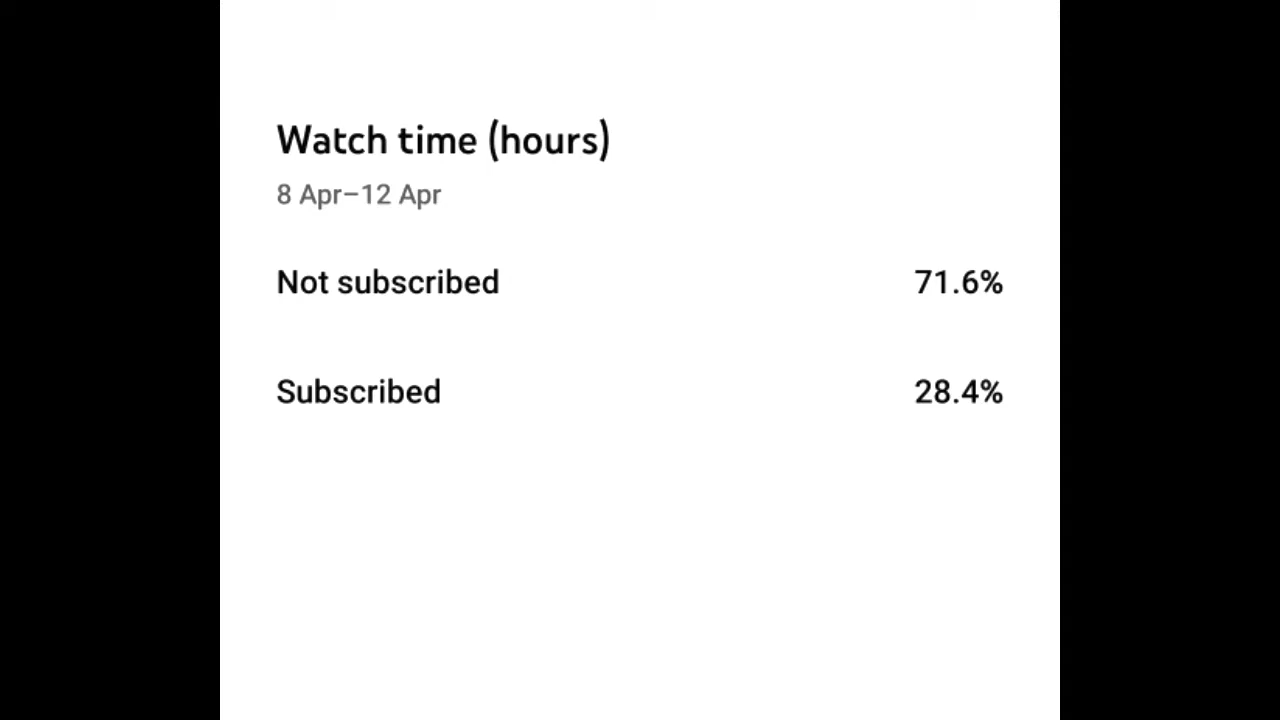 Watch time (hours)
8 Apr–12 Apr
Not subscribed 71.6%
Subscribed 28.4%